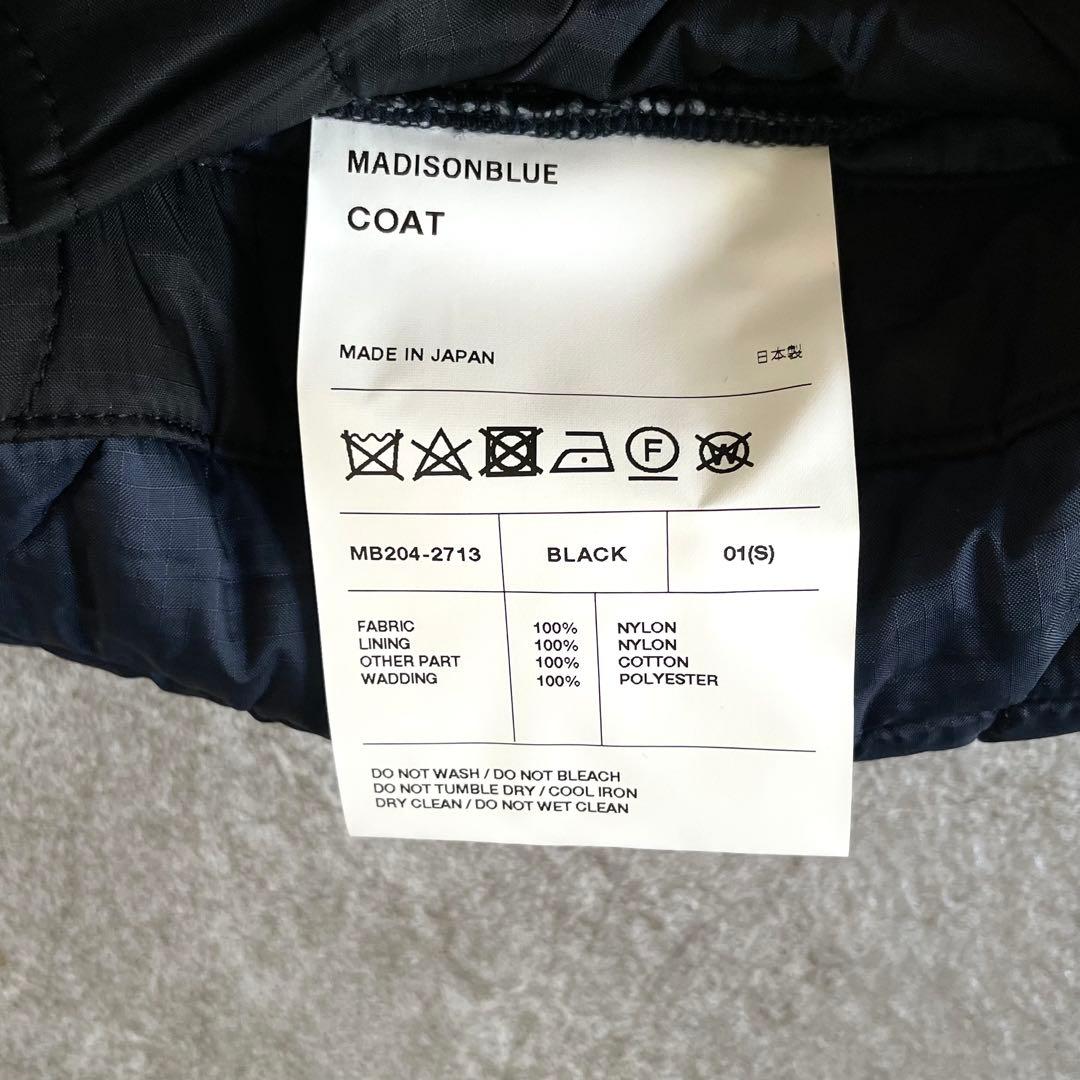 MADISONBLUE
COAT
MADE IN JAPAN 日本製
F W
MB204-2713 BLACK 01(S)
FABRIC 100% NYLON
LINING 100% NYLON
OTHER PART 100% COTTON
WADDING 100% POLYESTER
DO NOT WASH / DO NOT BLEACH
DO NOT TUMBLE DRY / COOL IRON
DRY CLEAN / DO NOT WET CLEAN